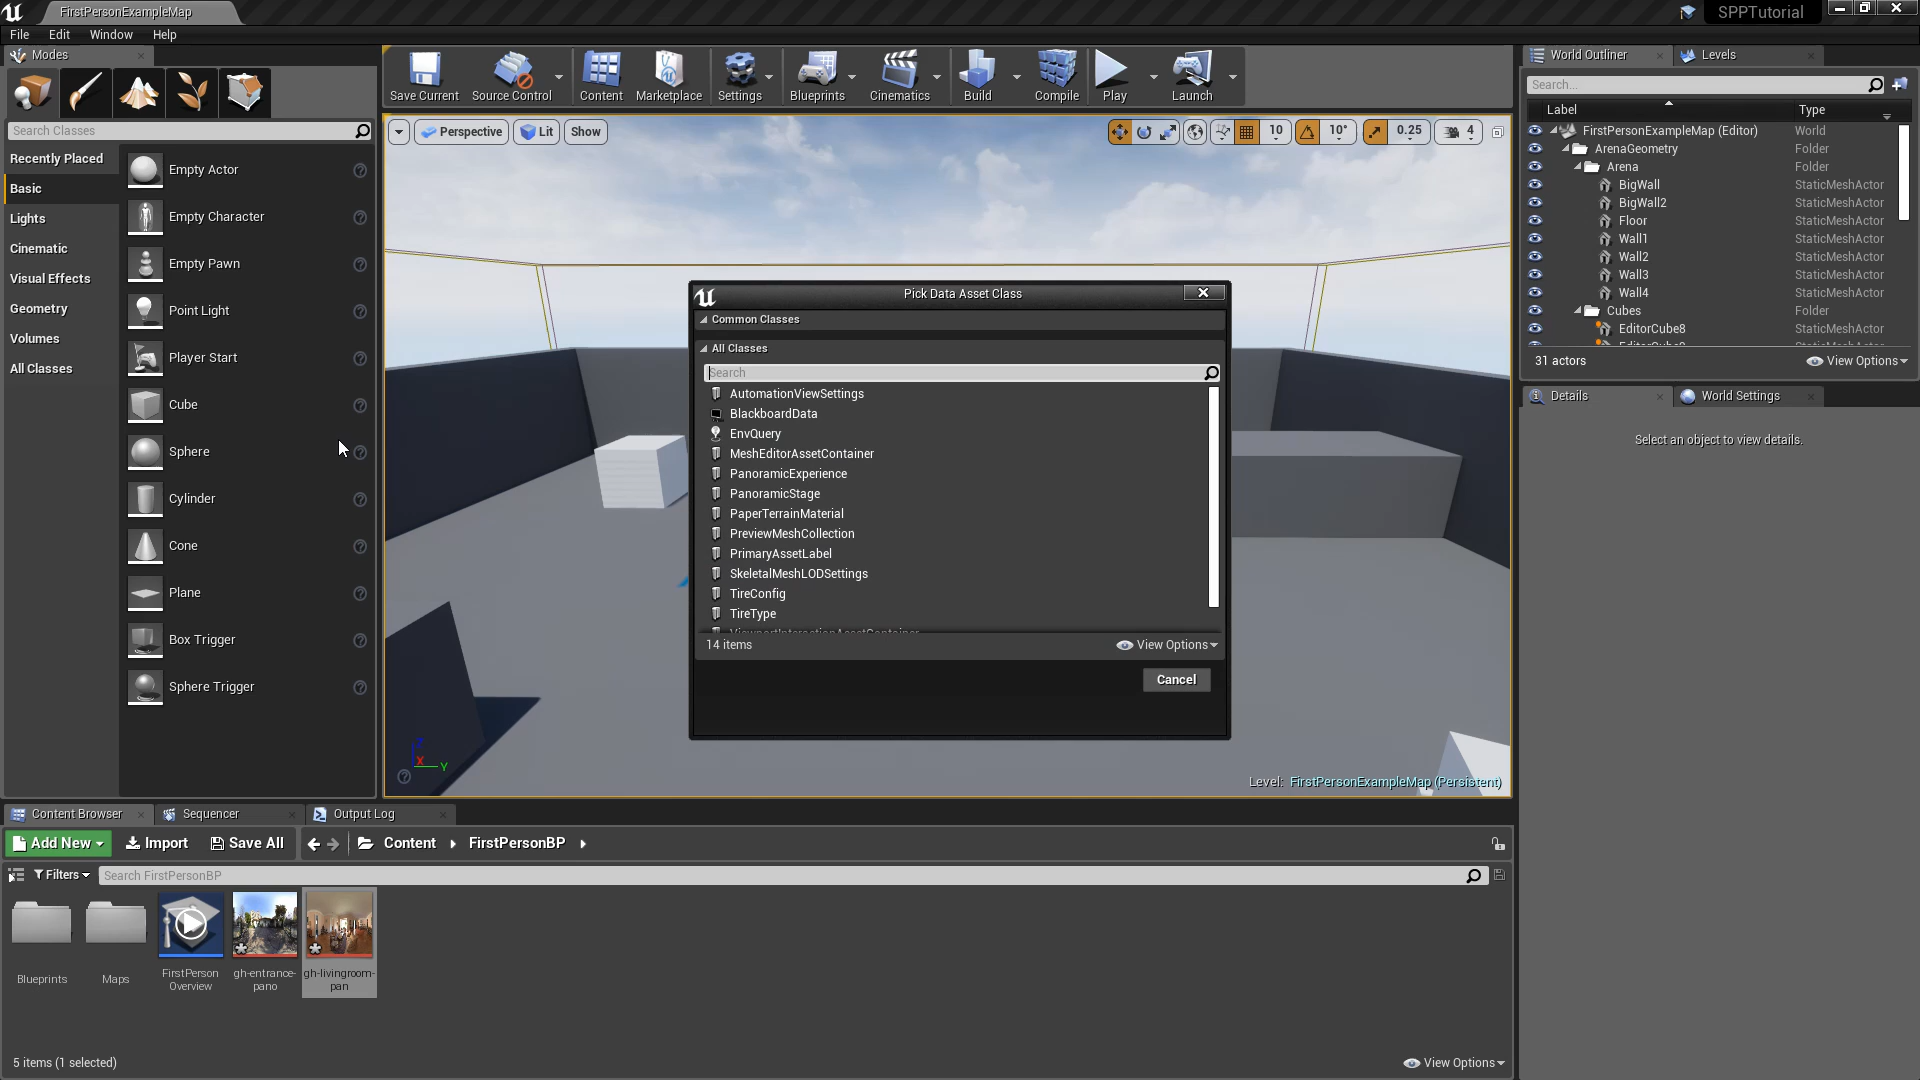 FirstPersonExampleMap
SPPTutorial
File Edit Window Help
Modes
Search Classes
Recently Placed
Basic
Lights
Cinematic
Visual Effects
Geometry
Volumes
All Classes
Empty Actor
Empty Character
Empty Pawn
Point Light
Player Start
Cube
Sphere
Cylinder
Cone
Plane
Box Trigger
Sphere Trigger
Save Current
Source Control
Content
Marketplace
Settings
Blueprints
Cinematics
Build
Compile
Play
Launch
Perspective
Lit
Show
10
10°
0.25
4
Pick Data Asset Class
Common Classes
All Classes
Search
AutomationViewSettings
BlackboardData
EnvQuery
MeshEditorAssetContainer
PanoramicExperience
PanoramicStage
PaperTerrainMaterial
PreviewMeshCollection
PrimaryAssetLabel
SkeletalMeshLODSettings
TireConfig
TireType
ViewportInteractionAssetContainer
14 items
View Options
Cancel
Z
X
Y
Level: FirstPersonExampleMap (Persistent)
World Outliner
Levels
Search...
Label
Type
FirstPersonExampleMap (Editor) World
ArenaGeometry Folder
Arena Folder
BigWall StaticMeshActor
BigWall2 StaticMeshActor
Floor StaticMeshActor
Wall1 StaticMeshActor
Wall2 StaticMeshActor
Wall3 StaticMeshActor
Wall4 StaticMeshActor
Cubes Folder
EditorCube8 StaticMeshActor
31 actors
View Options
Details
World Settings
Select an object to view details.
Content Browser
Sequencer
Output Log
Add New
Import
Save All
Content
FirstPersonBP
Filters
Search FirstPersonBP
Blueprints
Maps
FirstPerson
Overview
gh-entrance-
pano
gh-livingroom-
pan
5 items (1 selected)
View Options